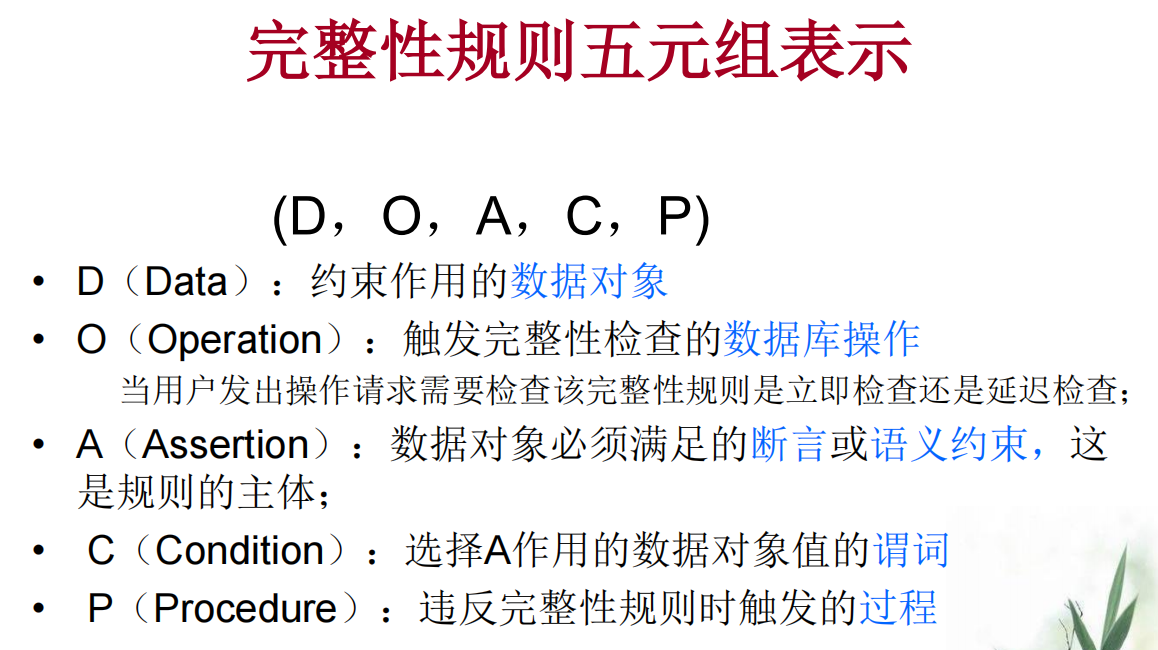 完整性规则五元组表示
(D，O，A，C，P)
• D（Data）：约束作用的数据对象
• O（Operation）：触发完整性检查的数据库操作
当用户发出操作请求需要检查该完整性规则是立即检查还是延迟检查；
• A（Assertion）：数据对象必须满足的断言或语义约束，这
是规则的主体；
• C（Condition）：选择A作用的数据对象值的谓词
• P（Procedure）：违反完整性规则时触发的过程